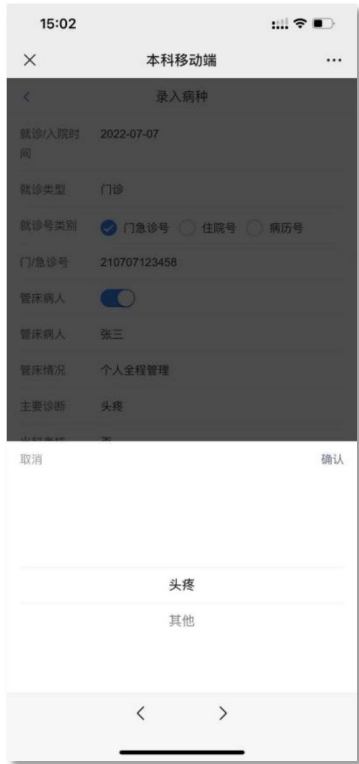 15:02
本科移动端
录入病种
就诊/入院时间 2022-07-07
就诊类型 门诊
就诊号类别 门急诊号 住院号 病历号
门/急诊号 210707123458
管床病人
管床病人 张三
管床情况 个人全程管理
主要诊断 头疼
取消 确认
头疼
其他